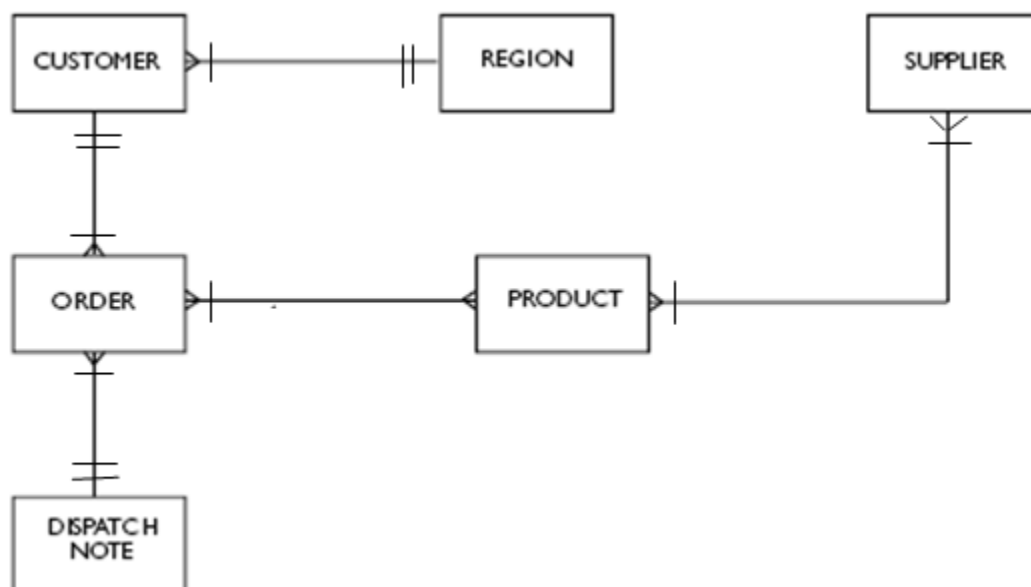 CUSTOMER
REGION
SUPPLIER
ORDER
PRODUCT
DISPATCH
NOTE